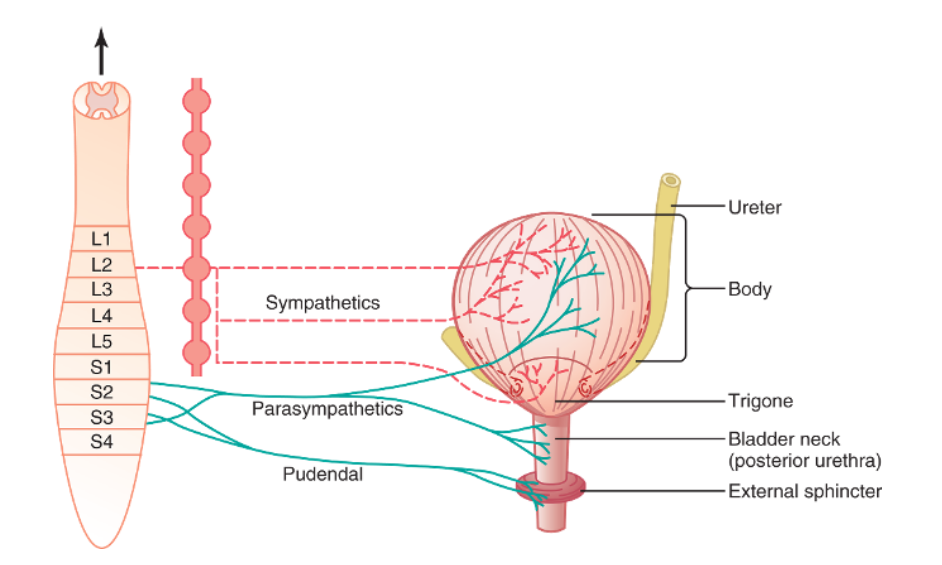 L1
L2
L3
L4
L5
S1
S2
S3
S4
Sympathetics
Parasympathetics
Pudendal
Ureter
Body
Trigone
Bladder neck
(posterior urethra)
External sphincter